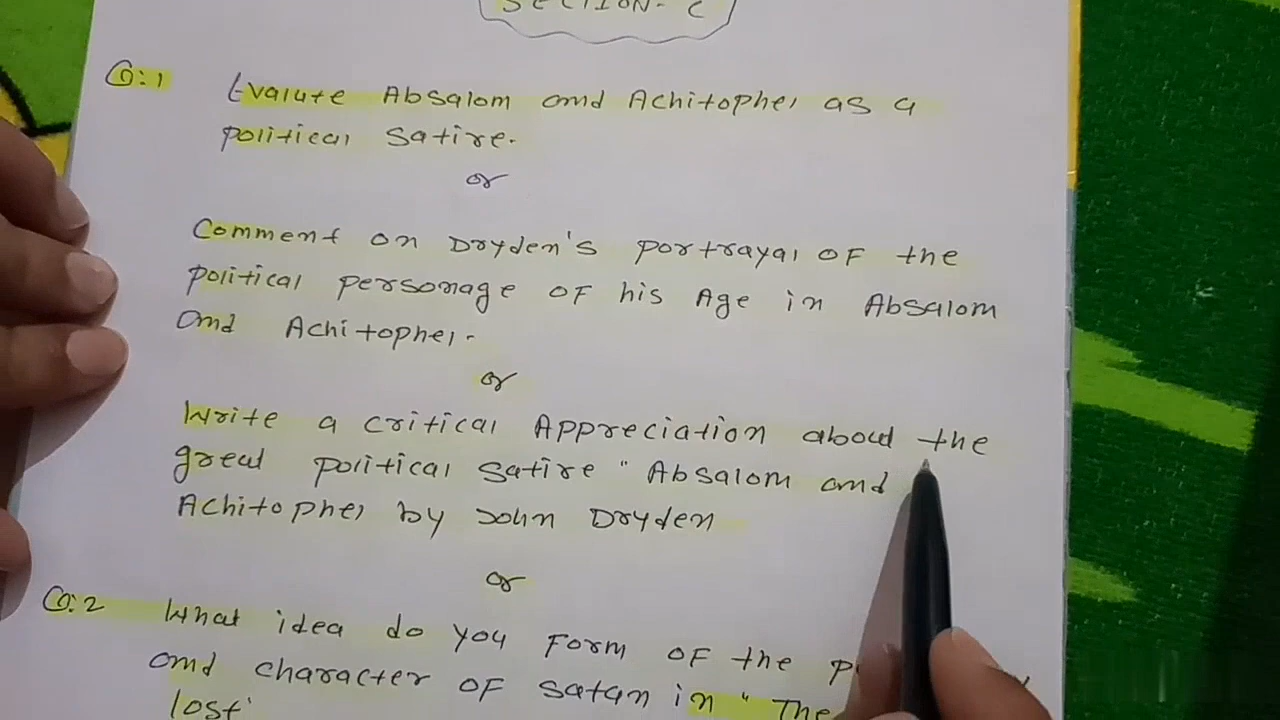 SECTION- C
Q:1 Evalute Absalom and Achitophel as a
political satire.
or
Comment on Dryden's portrayal OF the
political personage OF his Age in Absalom
and Achitophel.
or
Write a critical Appreciation about the
great political satire " Absalom and
Achitophel by John Dryden
or
Q:2 What idea do you Form OF the
and character OF Satan in " The
lost'